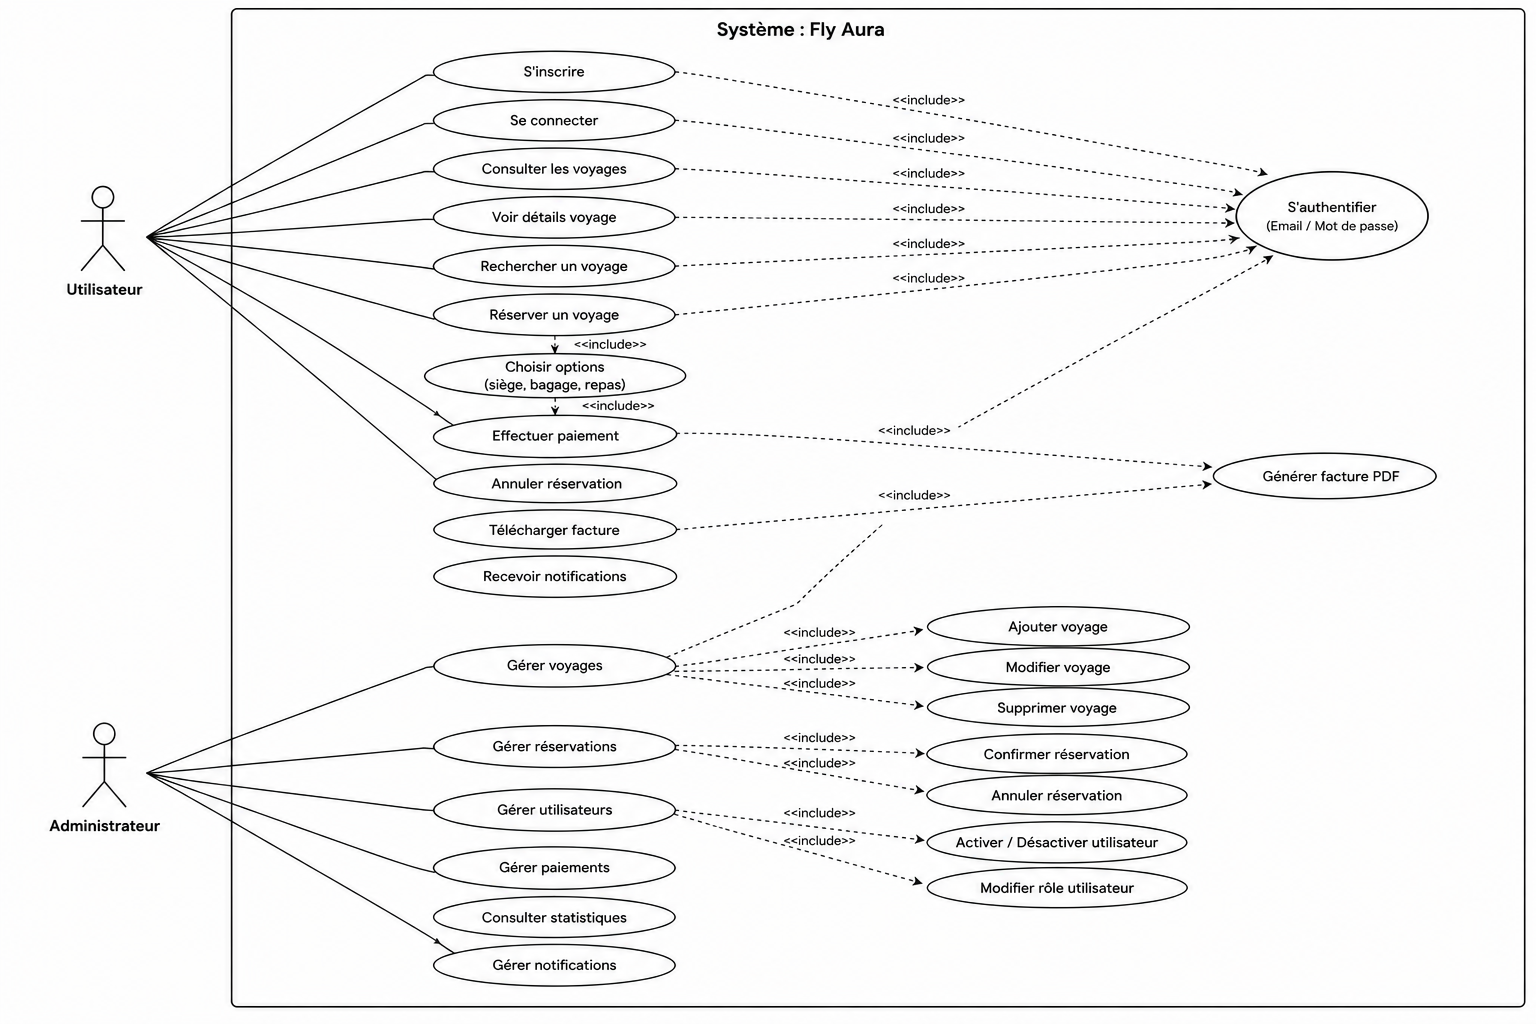 Système : Fly Aura
S'inscrire
<<include>>
Se connecter
<<include>>
Consulter les voyages
<<include>>
S'authentifier
(Email / Mot de passe)
Voir détails voyage
<<include>>
Rechercher un voyage
<<include>>
Utilisateur
Réserver un voyage
<<include>>
<<include>>
Choisir options
(siège, bagage, repas)
<<include>>
Effectuer paiement
<<include>>
Générer facture PDF
Annuler réservation
<<include>>
Télécharger facture
Recevoir notifications
Gérer voyages
<<include>>
Ajouter voyage
<<include>>
Modifier voyage
<<include>>
Supprimer voyage
Gérer réservations
<<include>>
Confirmer réservation
<<include>>
Annuler réservation
Administrateur
Gérer utilisateurs
<<include>>
Activer / Désactiver utilisateur
<<include>>
Modifier rôle utilisateur
Gérer paiements
Consulter statistiques
Gérer notifications